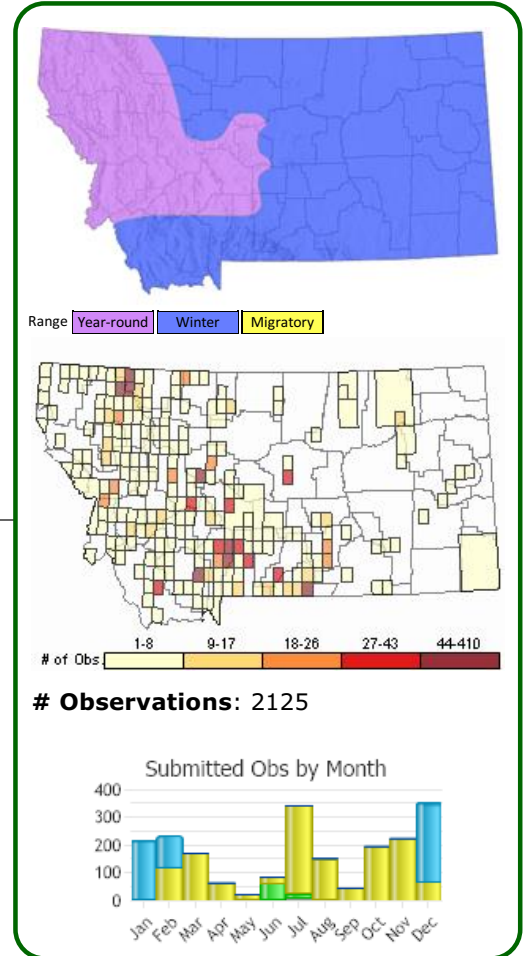 Range Year-round Winter Migratory
1-8 9-17 18-26 27-43 44-410
# of Obs.
# Observations: 2125
Submitted Obs by Month
400
300
200
100
0
Jan Feb Mar Apr May Jun Jul Aug Sep Oct Nov Dec